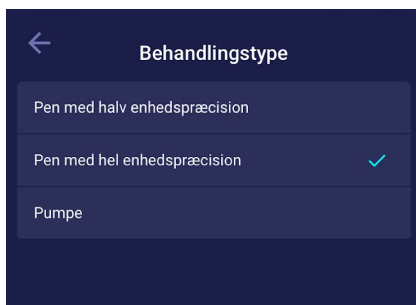 Behandlingstype
Pen med halv enhedspræcision
Pen med hel enhedspræcision
Pumpe